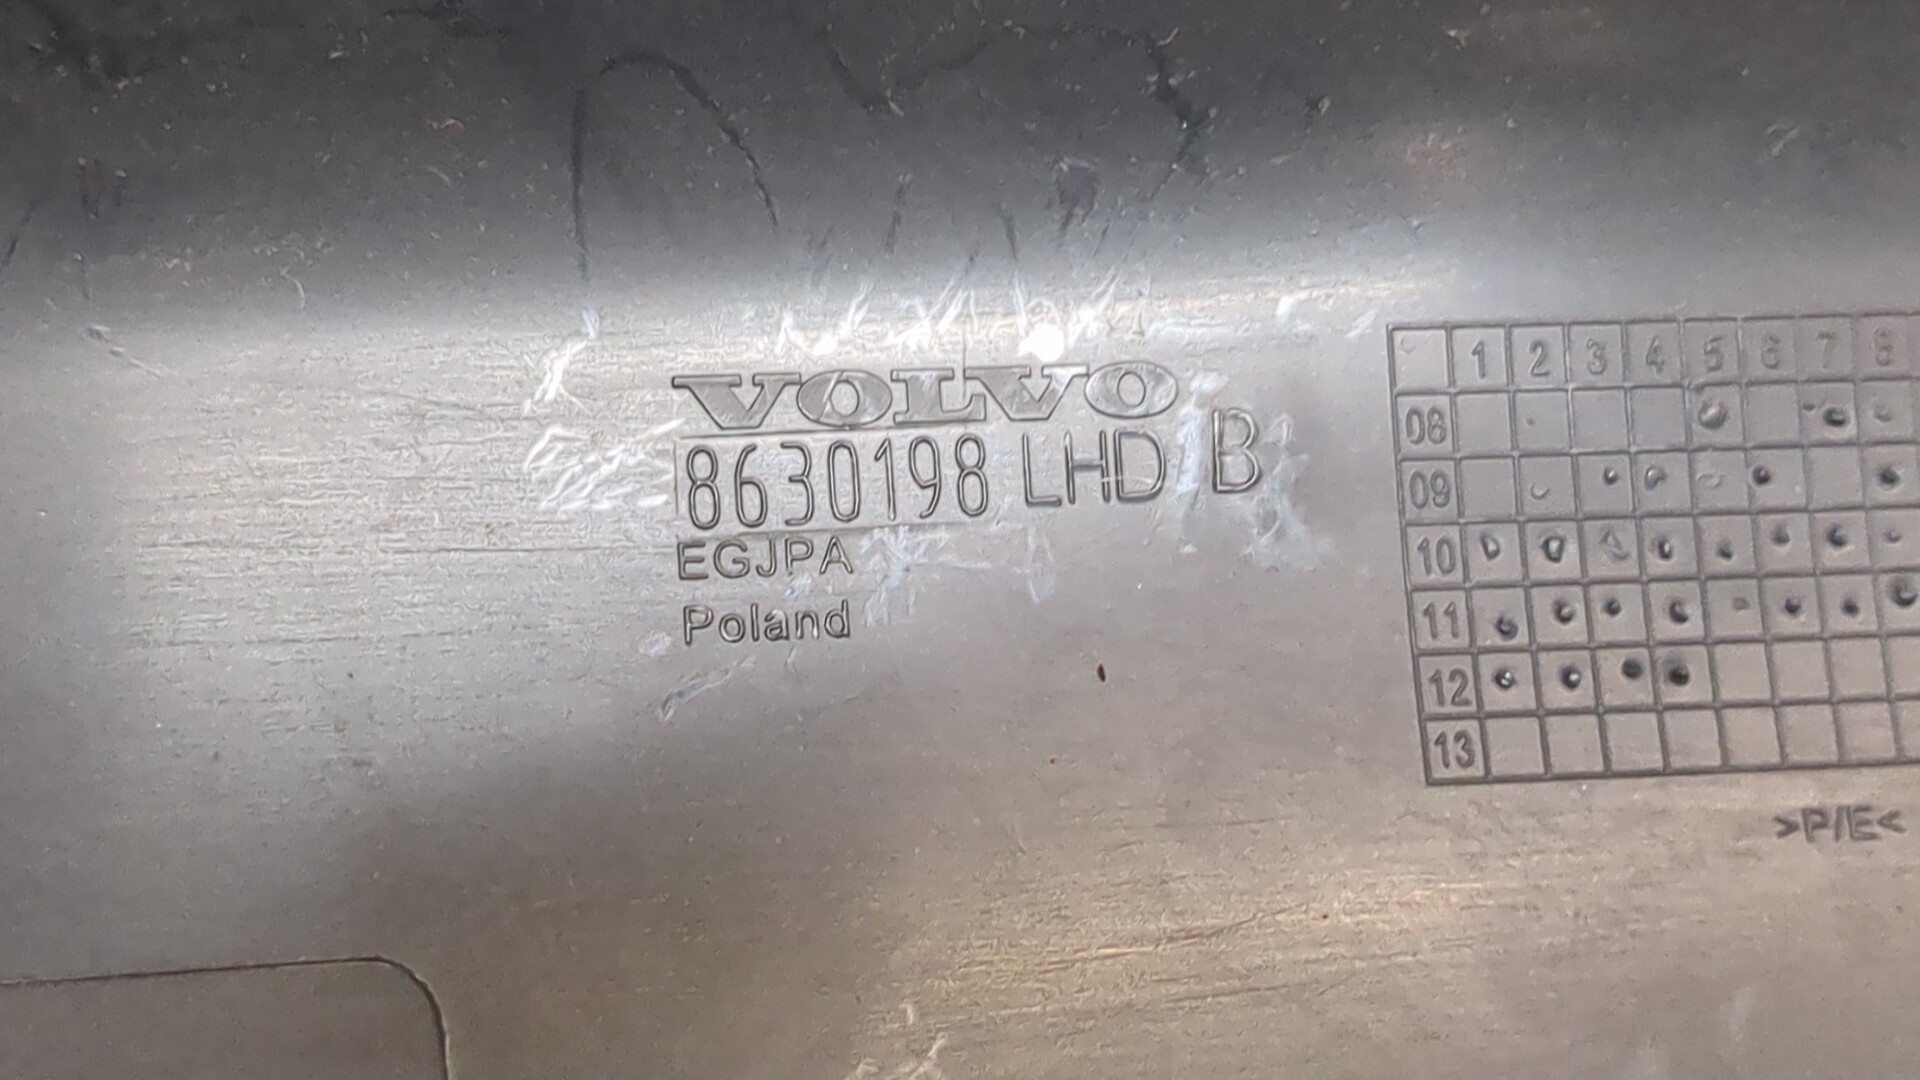 VOLVO
8630198 LHD B
EGJPA
Poland
1 2 3 4 5 6 7 8
08
09
10
11
12
13
>P/E<